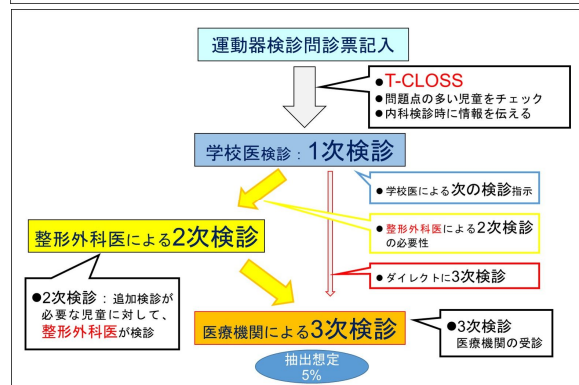 運動器検診問診票記入
●T-CLOSS
●問題点の多い児童をチェック
●内科検診時に情報を伝える
学校医検診：1次検診
●学校医による次の検診指示
整形外科医による2次検診
●整形外科医による2次検診
の必要性
●ダイレクトに3次検診
●2次検診：追加検診が
必要な児童に対して、
整形外科医が検診
医療機関による3次検診
●3次検診
医療機関の受診
抽出想定
5%